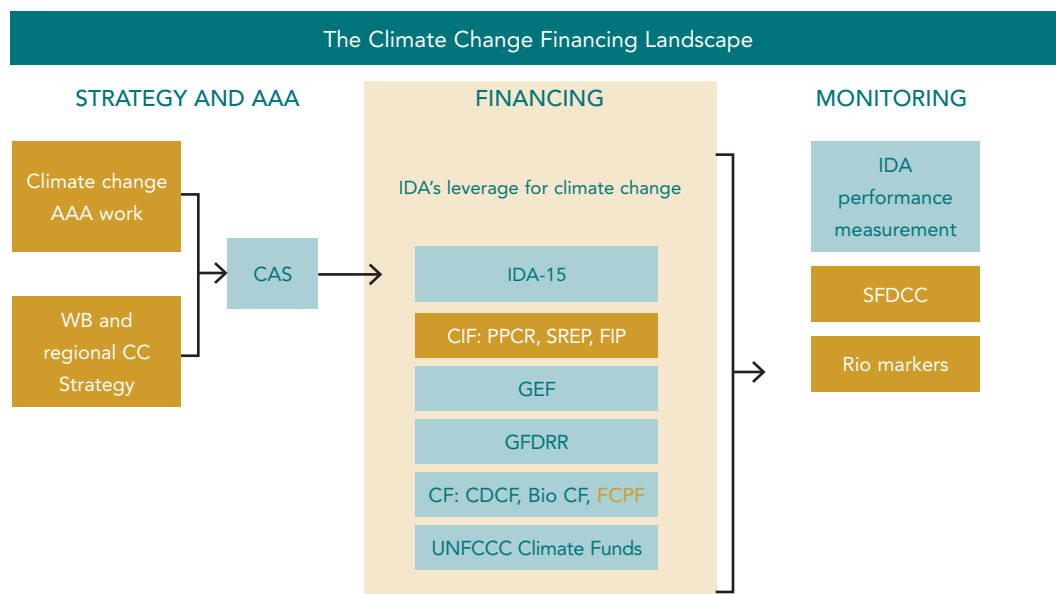 The Climate Change Financing Landscape
STRATEGY AND AAA
Climate change
AAA work
WB and
regional CC
Strategy
CAS
FINANCING
IDA's leverage for climate change
IDA-15
CIF: PPCR, SREP, FIP
GEF
GFDRR
CF: CDCF, Bio CF, FCPF
UNFCCC Climate Funds
MONITORING
IDA
performance
measurement
SFDCC
Rio markers